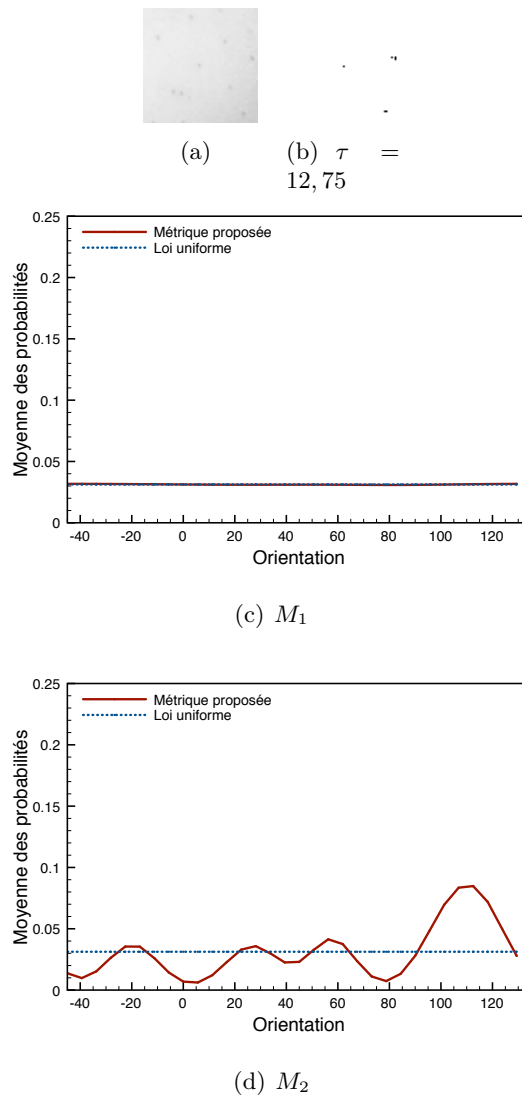 (a)
(b) τ =
12, 75
0.25
Métrique proposée
Loi uniforme
0.2
0.15
0.1
0.05
0
Moyenne des probabilités
-40 -20 0 20 40 60 80 100 120
Orientation
(c) M1
0.25
Métrique proposée
Loi uniforme
0.2
0.15
0.1
0.05
0
Moyenne des probabilités
-40 -20 0 20 40 60 80 100 120
Orientation
(d) M2